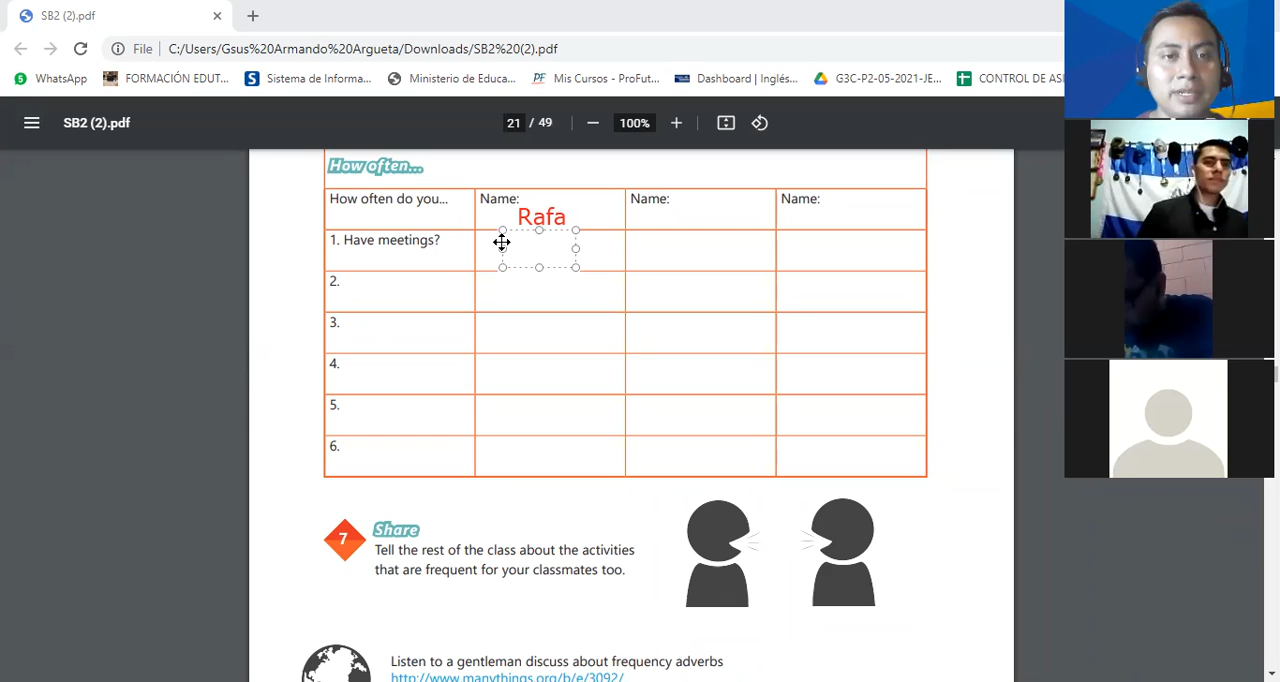 SB2 (2).pdf
File
C:/Users/Gsus%20Armando%20Argueta/Downloads/SB2%20(2).pdf
WhatsApp
FORMACIÓN EDUT...
Sistema de Informa...
Ministerio de Educa...
Mis Cursos - ProFut...
Dashboard | Inglés,...
G3C-P2-05-2021-JE...
CONTROL DE ASI
SB2 (2).pdf
21 / 49
100%
How often...
How often do you...
Name:
Name:
Name:
Rafa
1. Have meetings?
2.
3.
4.
5.
6.
7
Share
Tell the rest of the class about the activities
that are frequent for your classmates too.
Listen to a gentleman discuss about frequency adverbs
http://www.manythings.org/b/e/3092/